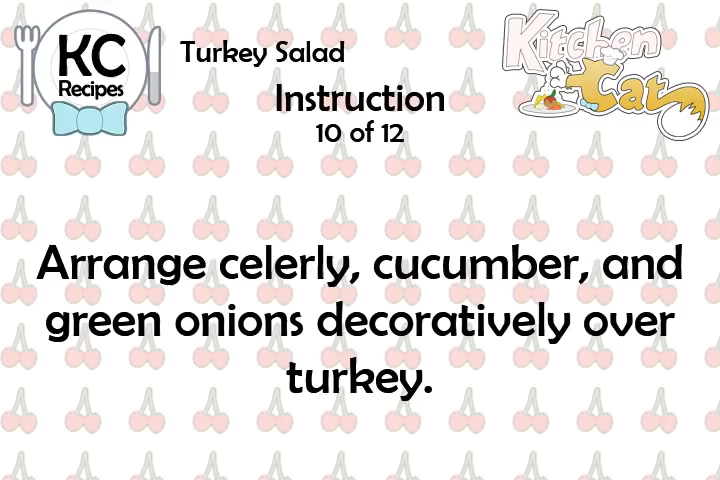 KC
Recipes
Turkey Salad
Kitchen
Cat
Instruction
10 of 12
Arrange celerly, cucumber, and
green onions decoratively over
turkey.